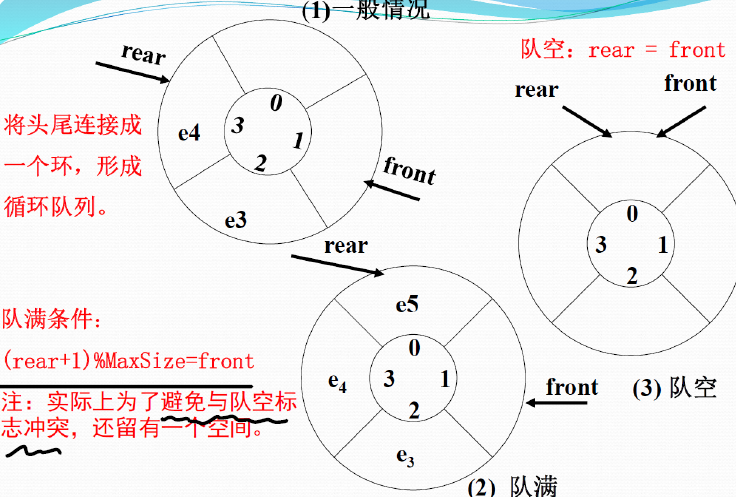 (1)一般情况
rear
0
1
2
3
e4
e3
front
将头尾连接成
一个环，形成
循环队列。
队空：rear = front
rear
front
0
3
1
2
(3) 队空
rear
e5
0
e4
3
1
2
e3
front
(2) 队满
队满条件：
(rear+1)%MaxSize=front
注：实际上为了避免与队空标
志冲突，还留有一个空间。